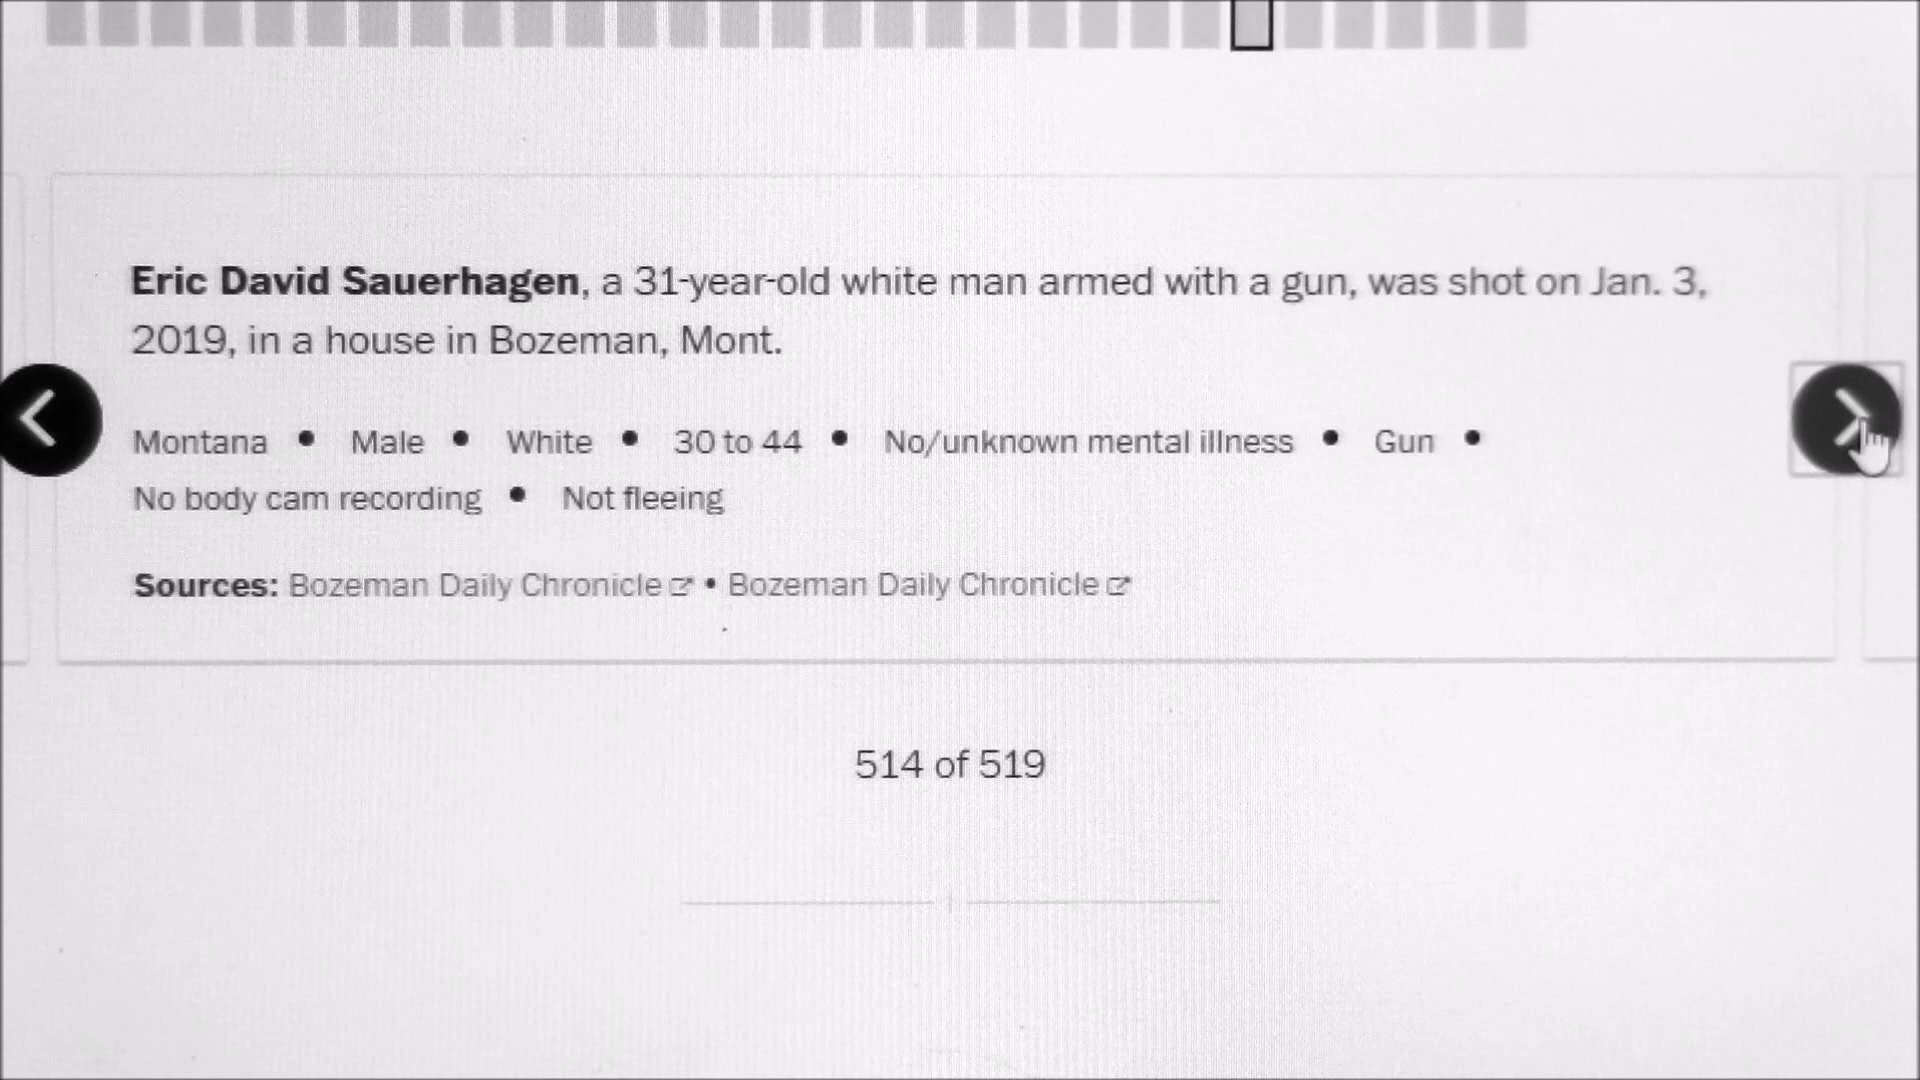 Eric David Sauerhagen, a 31-year-old white man armed with a gun, was shot on Jan. 3,
2019, in a house in Bozeman, Mont.
Montana • Male • White • 30 to 44 • No/unknown mental illness • Gun •
No body cam recording • Not fleeing
Sources: Bozeman Daily Chronicle • Bozeman Daily Chronicle
514 of 519